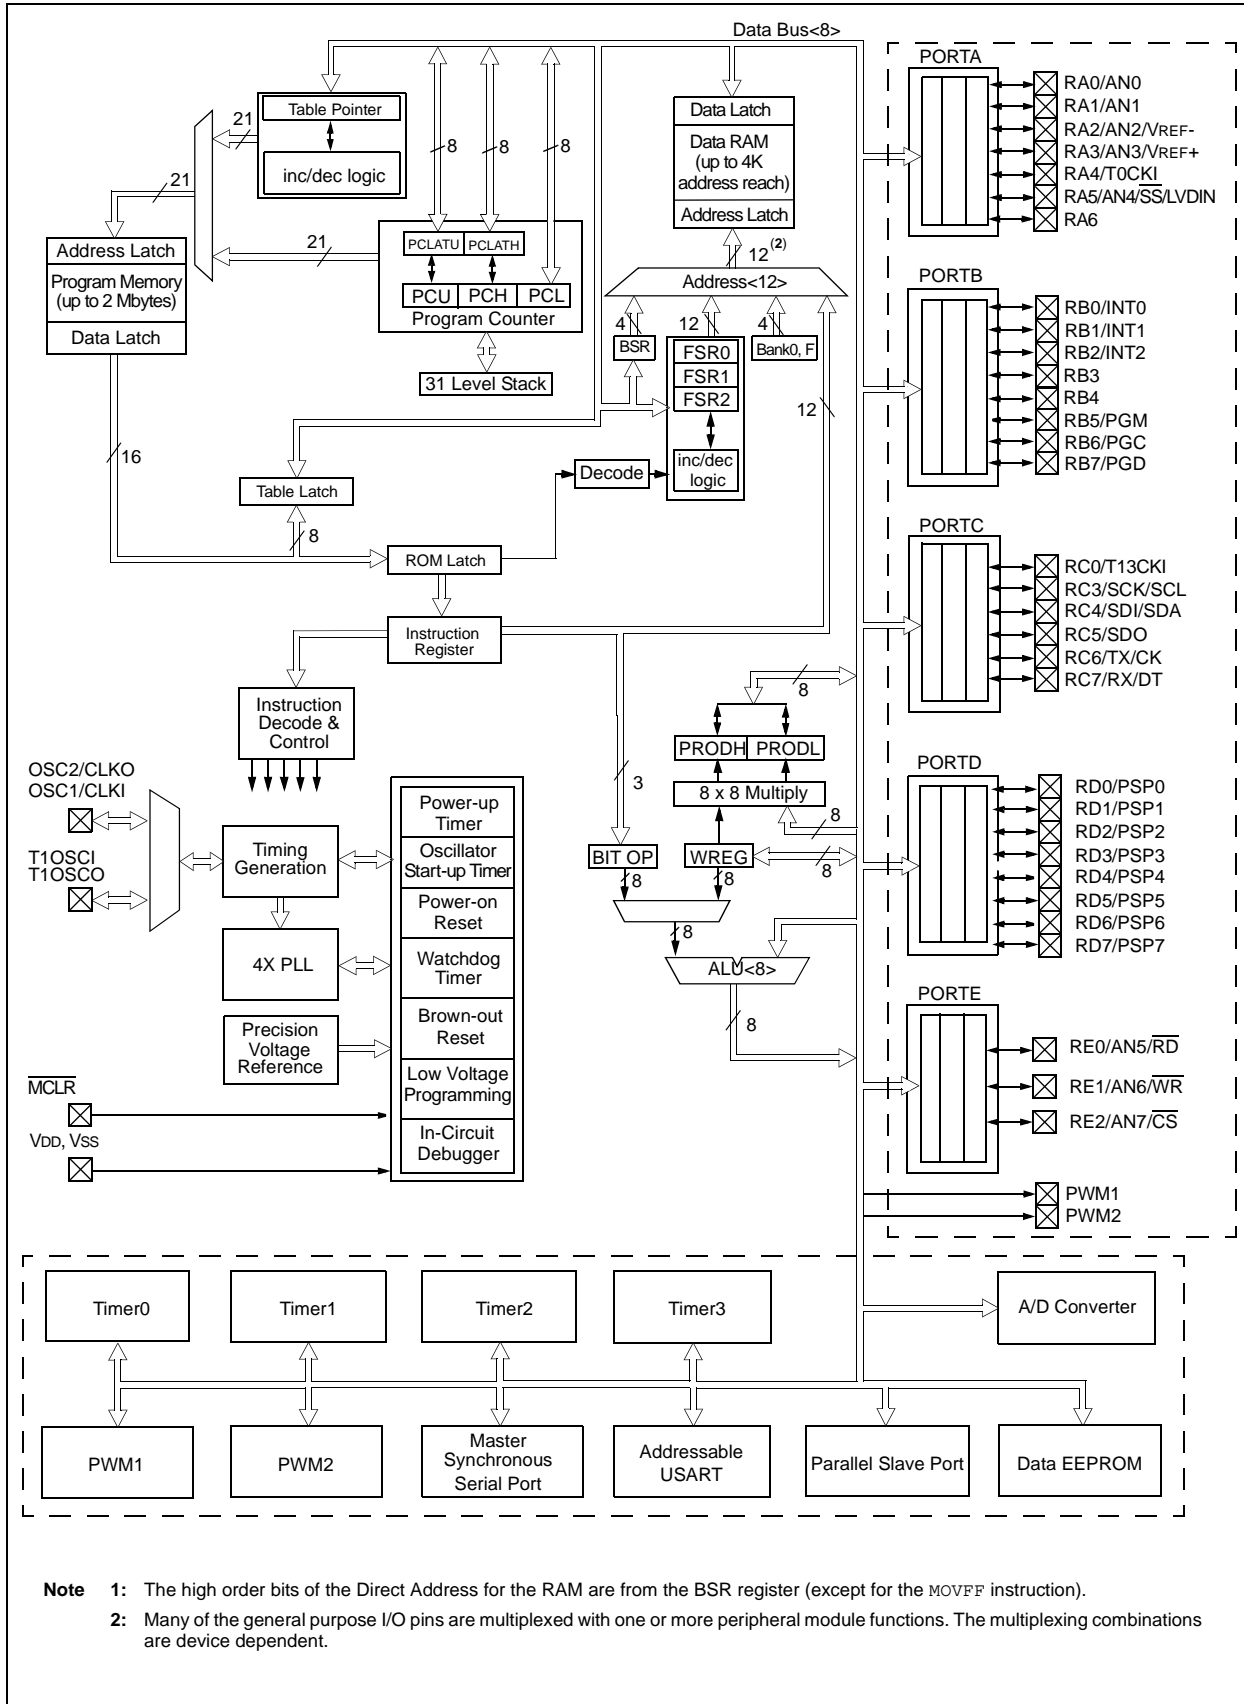 Data Bus<8>
Table Pointer
inc/dec logic
21
21
21
Address Latch
Program Memory
(up to 2 Mbytes)
Data Latch
16
8
8
8
PCLATU
PCLATH
PCU
PCH
PCL
Program Counter
31 Level Stack
Data Latch
Data RAM
(up to 4K
address reach)
Address Latch
12(2)
Address<12>
4
12
4
BSR
FSR0
FSR1
FSR2
inc/dec
logic
Bank0, F
12
Decode
Table Latch
8
ROM Latch
Instruction
Register
Instruction
Decode &
Control
OSC2/CLKO
OSC1/CLKI
T1OSCI
T1OSCO
Timing
Generation
4X PLL
Precision
Voltage
Reference
MCLR
VDD, VSS
Power-up
Timer
Oscillator
Start-up Timer
Power-on
Reset
Watchdog
Timer
Brown-out
Reset
Low Voltage
Programming
In-Circuit
Debugger
8
PRODH
PRODL
8 x 8 Multiply
3
8
BIT OP
WREG
8
8
8
8
ALU<8>
8
PORTA
RA0/AN0
RA1/AN1
RA2/AN2/VREF-
RA3/AN3/VREF+
RA4/T0CKI
RA5/AN4/SS/LVDIN
RA6
PORTB
RB0/INT0
RB1/INT1
RB2/INT2
RB3
RB4
RB5/PGM
RB6/PGC
RB7/PGD
PORTC
RC0/T13CKI
RC3/SCK/SCL
RC4/SDI/SDA
RC5/SDO
RC6/TX/CK
RC7/RX/DT
PORTD
RD0/PSP0
RD1/PSP1
RD2/PSP2
RD3/PSP3
RD4/PSP4
RD5/PSP5
RD6/PSP6
RD7/PSP7
PORTE
RE0/AN5/RD
RE1/AN6/WR
RE2/AN7/CS
PWM1
PWM2
Timer0
Timer1
Timer2
Timer3
A/D Converter
PWM1
PWM2
Master
Synchronous
Serial Port
Addressable
USART
Parallel Slave Port
Data EEPROM
Note 1: The high order bits of the Direct Address for the RAM are from the BSR register (except for the MOVFF instruction).
2: Many of the general purpose I/O pins are multiplexed with one or more peripheral module functions. The multiplexing combinations
are device dependent.